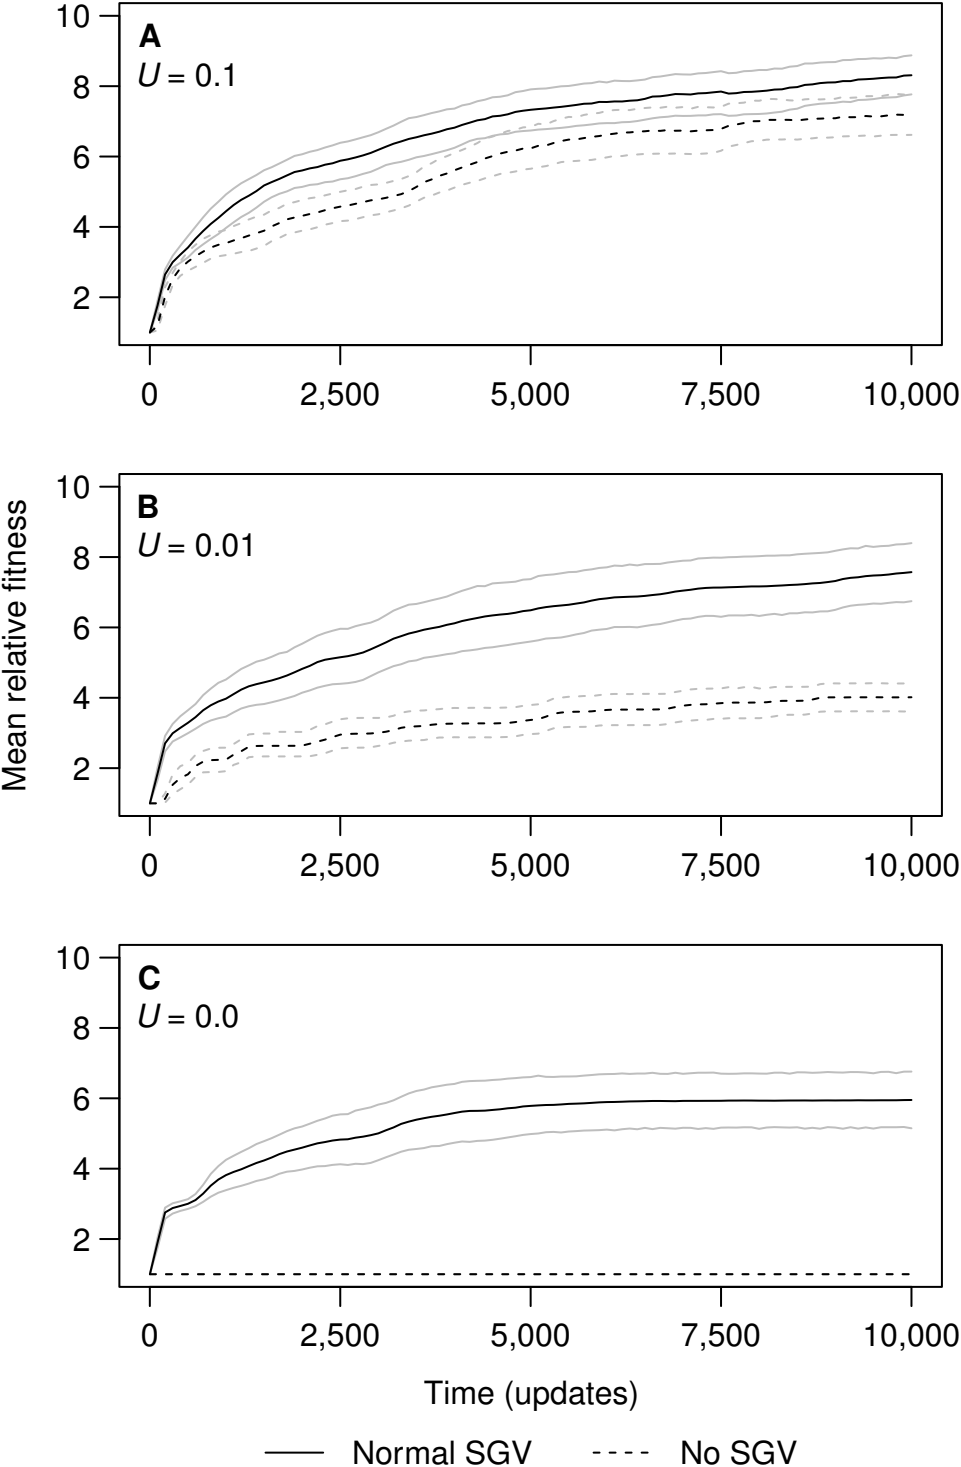 A
U = 0.1
10
8
6
4
2
0 2,500 5,000 7,500 10,000
Mean relative fitness
B
U = 0.01
10
8
6
4
2
0 2,500 5,000 7,500 10,000
C
U = 0.0
10
8
6
4
2
0 2,500 5,000 7,500 10,000
Time (updates)
Normal SGV No SGV